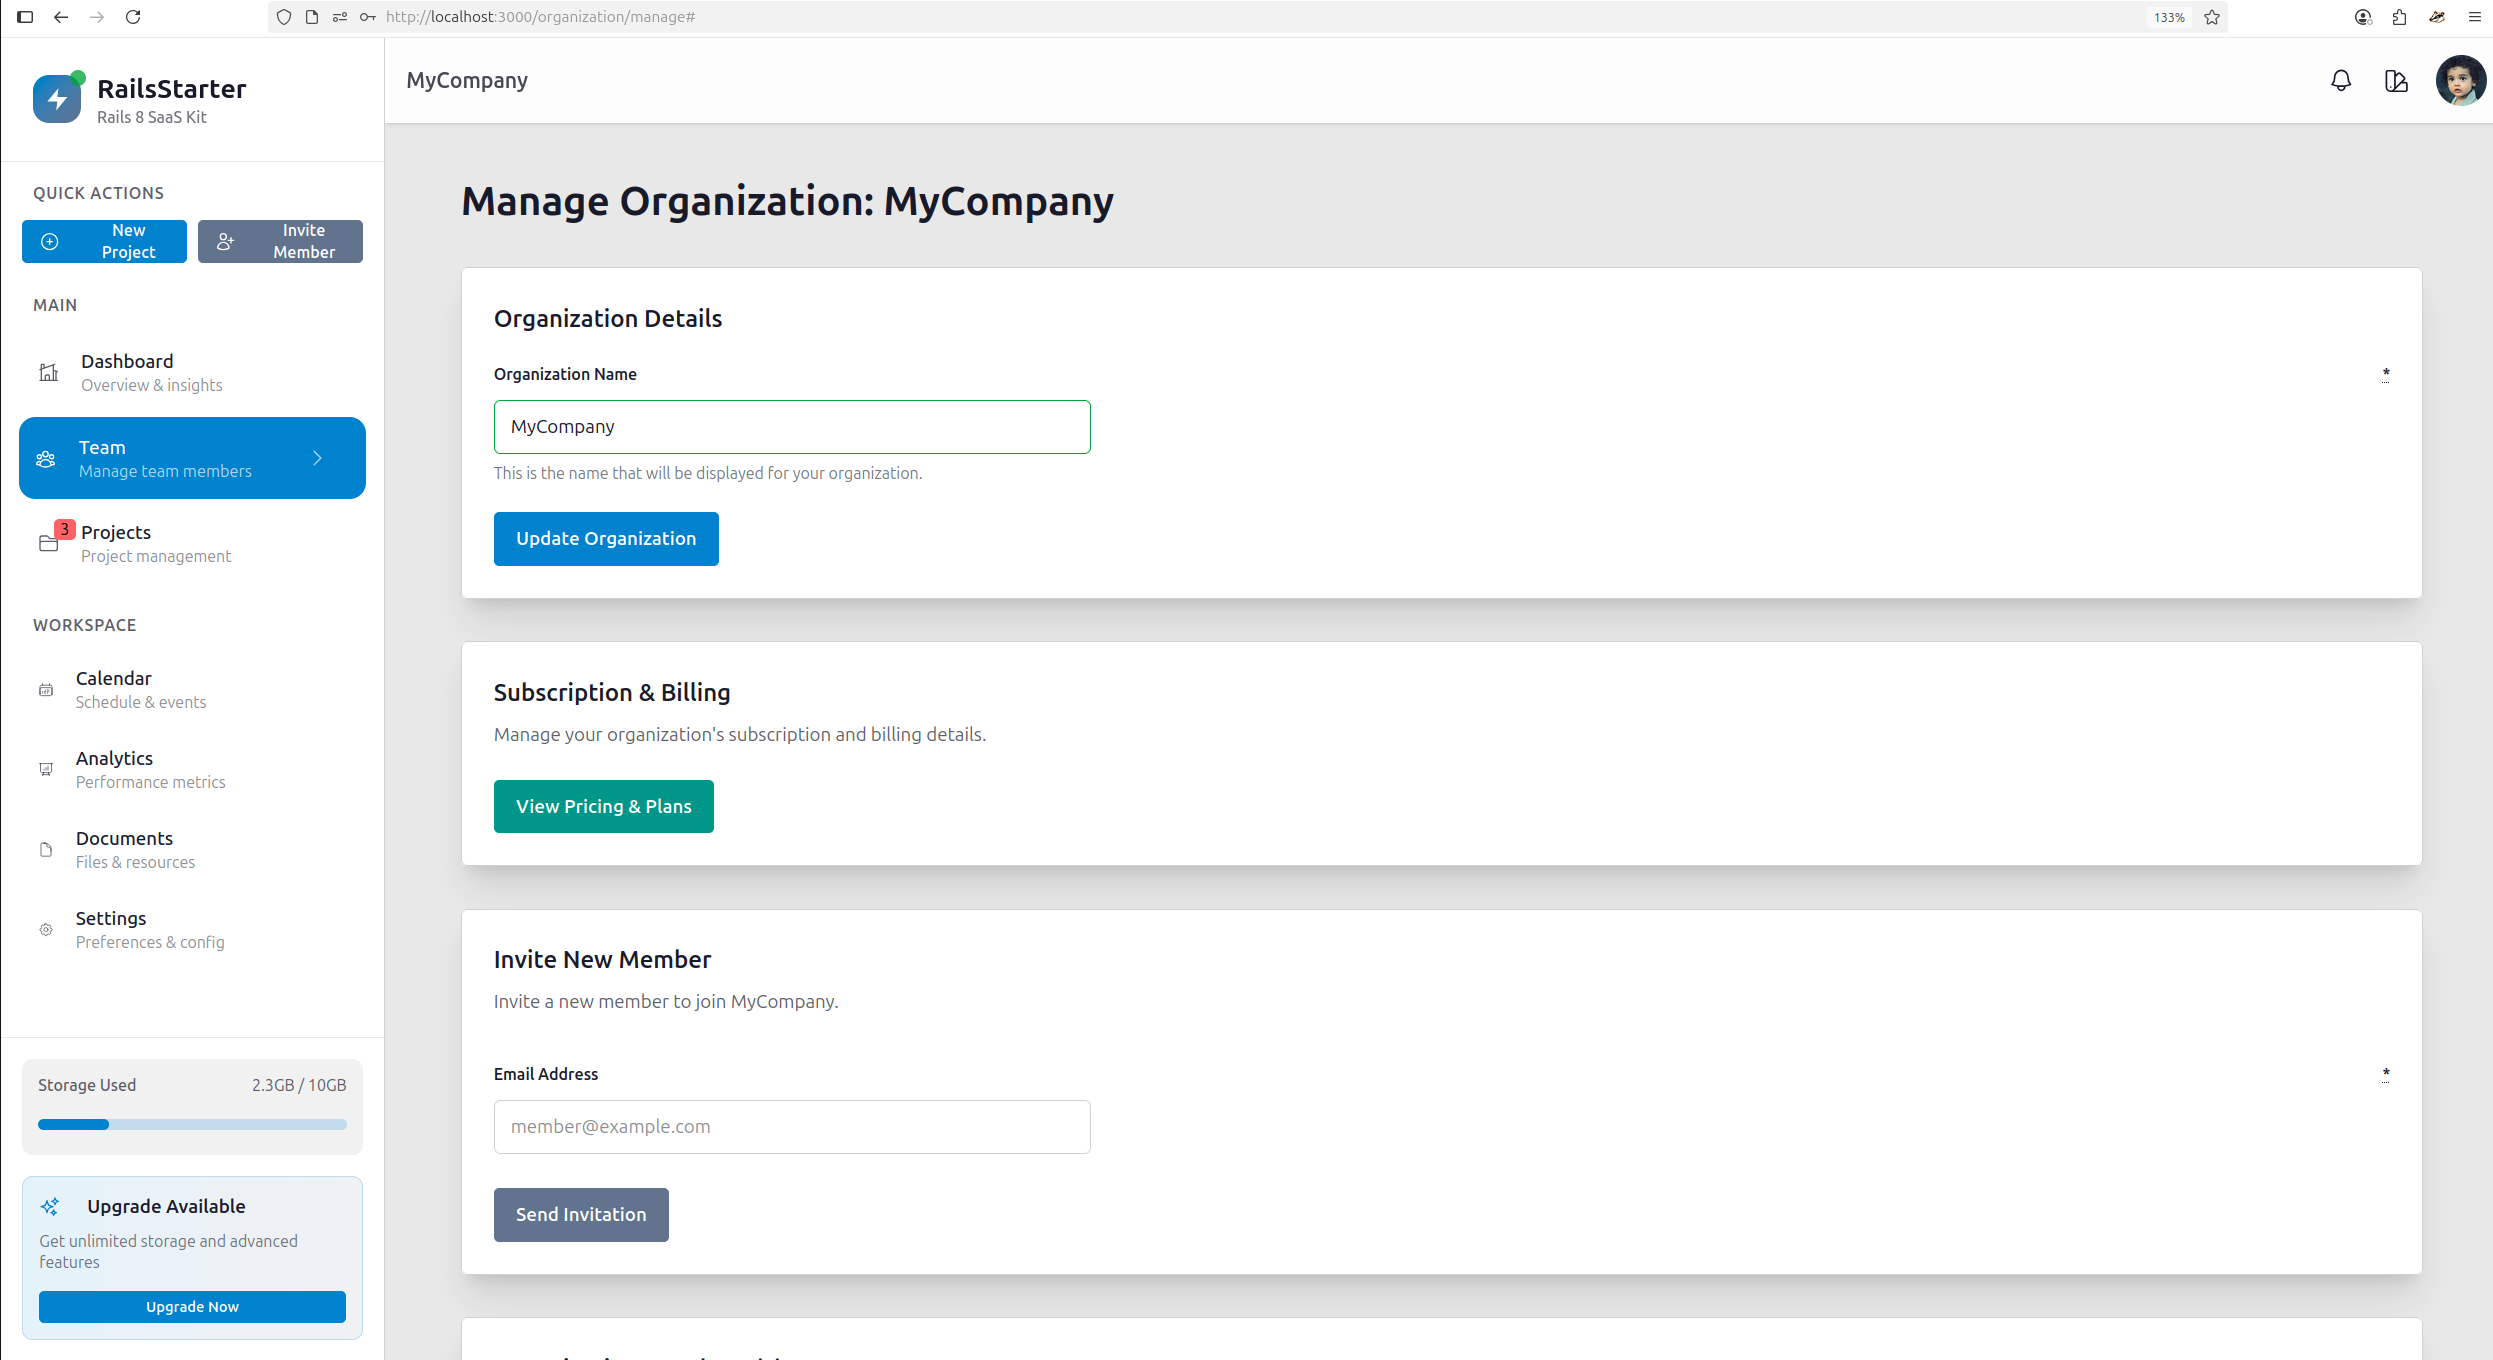 http://localhost:3000/organization/manage#
133%
RailsStarter
Rails 8 SaaS Kit
MyCompany
QUICK ACTIONS
New
Project
Invite
Member
MAIN
Dashboard
Overview & insights
Team
Manage team members
3
Projects
Project management
WORKSPACE
Calendar
Schedule & events
Analytics
Performance metrics
Documents
Files & resources
Settings
Preferences & config
Storage Used
2.3GB / 10GB
Upgrade Available
Get unlimited storage and advanced
features
Upgrade Now
Manage Organization: MyCompany
Organization Details
Organization Name
*
MyCompany
This is the name that will be displayed for your organization.
Update Organization
Subscription & Billing
Manage your organization's subscription and billing details.
View Pricing & Plans
Invite New Member
Invite a new member to join MyCompany.
Email Address
*
member@example.com
Send Invitation